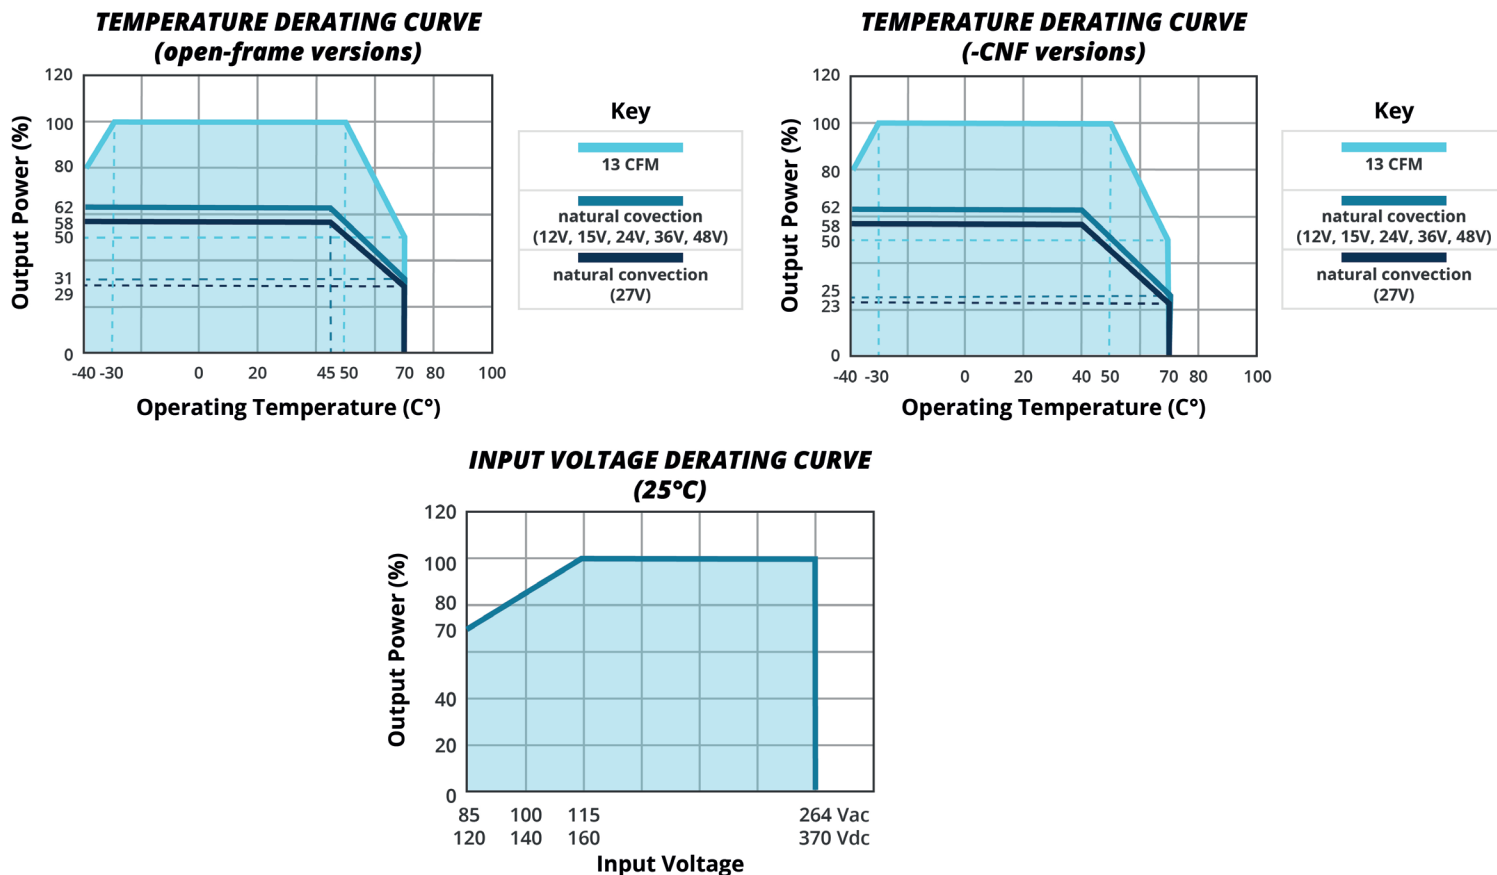 TEMPERATURE DERATING CURVE
(open-frame versions)
120
100
80
62
58
50
31
29
0
Output Power (%)
-40 -30 0 20 45 50 70 80 100
Operating Temperature (C°)
Key
13 CFM
natural covection
(12V, 15V, 24V, 36V, 48V)
natural convection
(27V)
TEMPERATURE DERATING CURVE
(-CNF versions)
120
100
80
62
58
50
25
23
0
Output Power (%)
-40 -30 0 20 40 50 70 80 100
Operating Temperature (C°)
Key
13 CFM
natural covection
(12V, 15V, 24V, 36V, 48V)
natural convection
(27V)
INPUT VOLTAGE DERATING CURVE
(25°C)
120
100
80
70
40
20
0
Output Power (%)
85 100 115 264 Vac
120 140 160 370 Vdc
Input Voltage